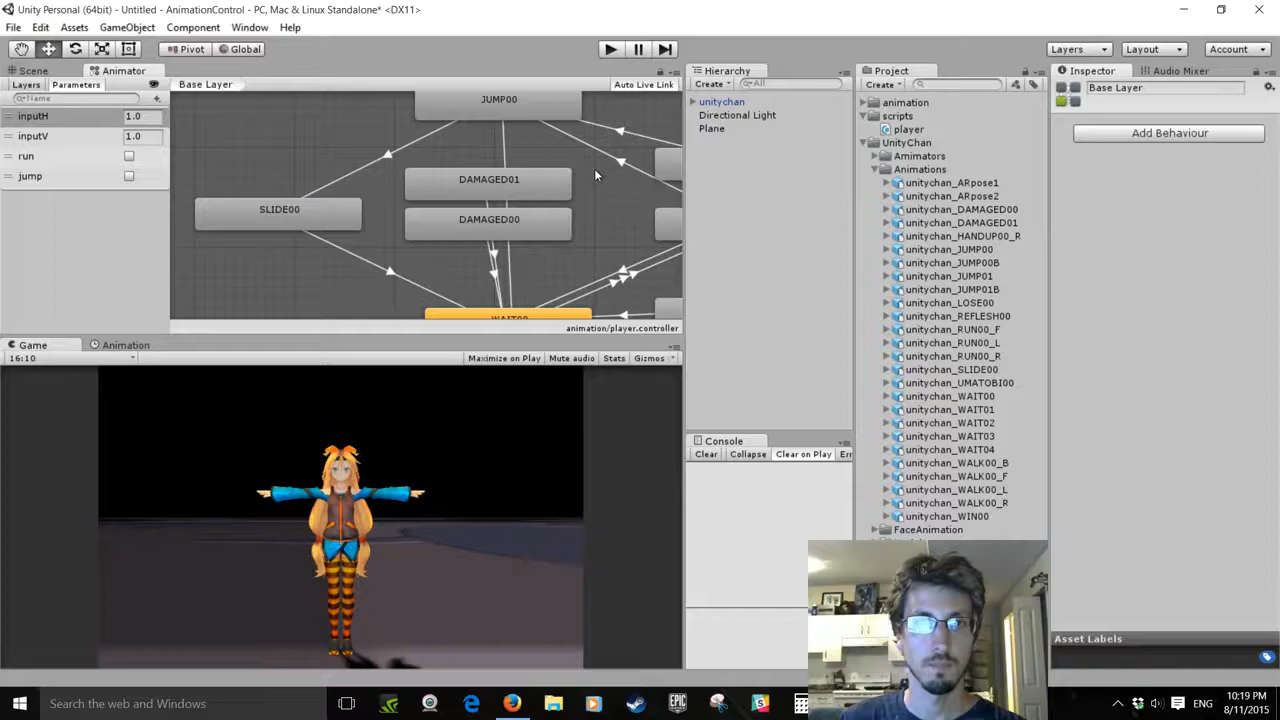 Unity Personal (64bit) - Untitled - AnimationControl - PC, Mac & Linux Standalone* <DX11>
File Edit Assets GameObject Component Window Help
Pivot Global Layers Layout Account
Scene Animator
Layers Parameters Base Layer Auto Live Link
Name
inputH 1.0
inputV 1.0
run
jump
JUMP00
DAMAGED01
DAMAGED00
SLIDE00
WAIT00
animation/player.controller
Game Animation
16:10 Maximize on Play Mute audio Stats Gizmos
Hierarchy
Create All
unitychan
Directional Light
Plane
Console
Clear Collapse Clear on Play Err
Project
Create
animation
scripts
player
UnityChan
Amimators
Animations
unitychan_ARpose1
unitychan_ARpose2
unitychan_DAMAGED00
unitychan_DAMAGED01
unitychan_HANDUP00_R
unitychan_JUMP00
unitychan_JUMP00B
unitychan_JUMP01
unitychan_JUMP01B
unitychan_LOSE00
unitychan_REFLESH00
unitychan_RUN00_F
unitychan_RUN00_L
unitychan_RUN00_R
unitychan_SLIDE00
unitychan_UMATOBI00
unitychan_WAIT00
unitychan_WAIT01
unitychan_WAIT02
unitychan_WAIT03
unitychan_WAIT04
unitychan_WALK00_B
unitychan_WALK00_F
unitychan_WALK00_L
unitychan_WALK00_R
unitychan_WIN00
FaceAnimation
Inspector Audio Mixer
Base Layer
Add Behaviour
Asset Labels
Search the web and Windows
EPIC
ENG
10:19 PM
8/11/2015